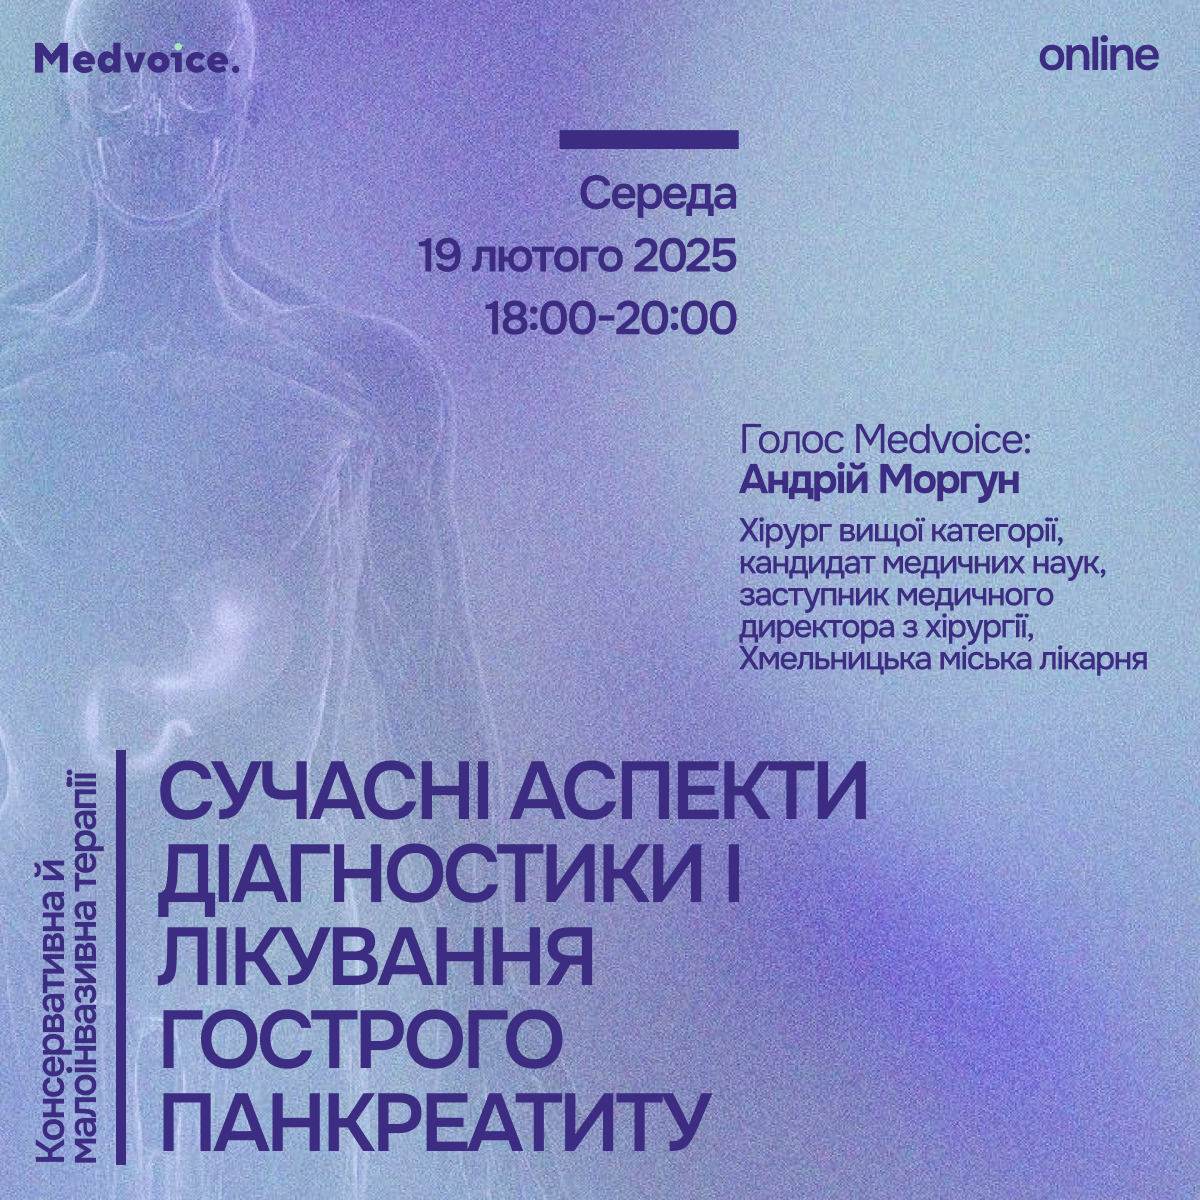 Medvoice.
online
Середа
19 лютого 2025
18:00-20:00
Голос Medvoice:
Андрій Моргун
Хірург вищої категорії,
кандидат медичних наук,
заступник медичного
директора з хірургії,
Хмельницька міська лікарня
Консервативна й
малоінвазивна терапії
СУЧАСНІ АСПЕКТИ
ДІАГНОСТИКИ І
ЛІКУВАННЯ
ГОСТРОГО
ПАНКРЕАТИТУ